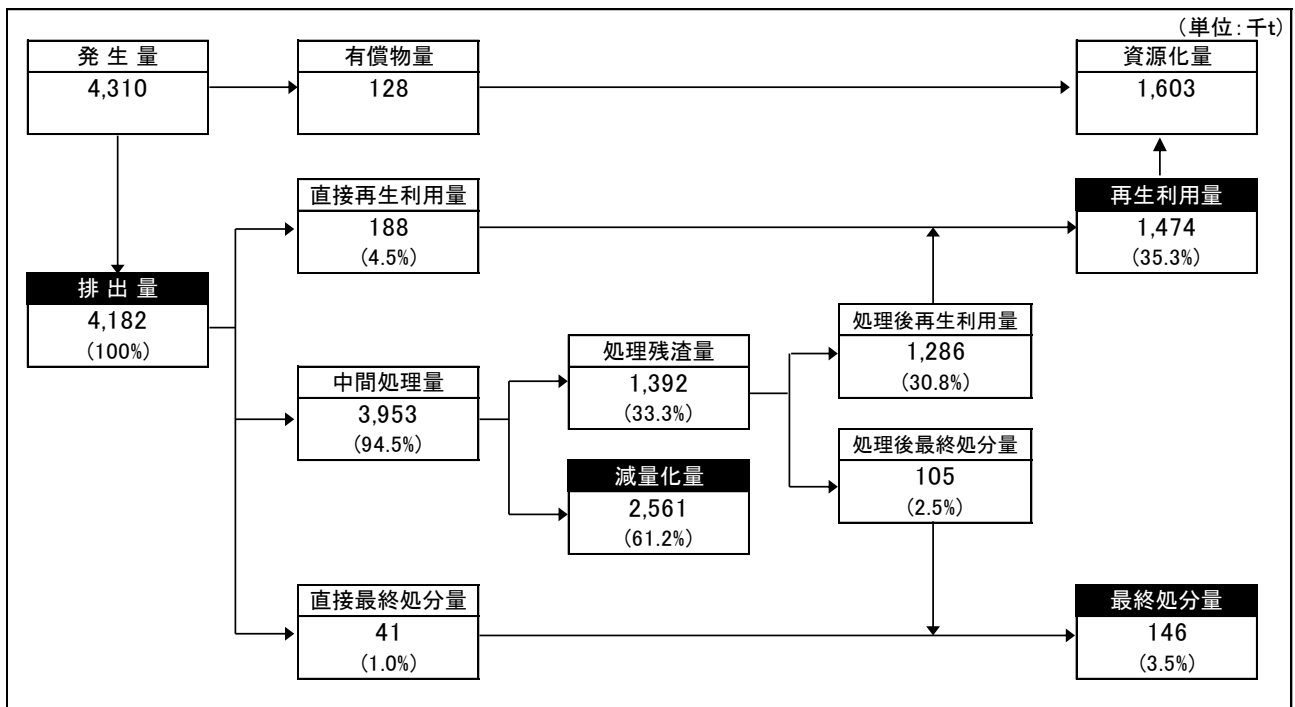 （単位：千t）
発 生 量
4,310
有償物量
128
資源化量
1,603
直接再生利用量
188
（4.5%）
再生利用量
1,474
（35.3%）
排 出 量
4,182
（100%）
中間処理量
3,953
（94.5%）
処理残渣量
1,392
（33.3%）
処理後再生利用量
1,286
（30.8%）
減量化量
2,561
（61.2%）
処理後最終処分量
105
（2.5%）
直接最終処分量
41
（1.0%）
最終処分量
146
（3.5%）